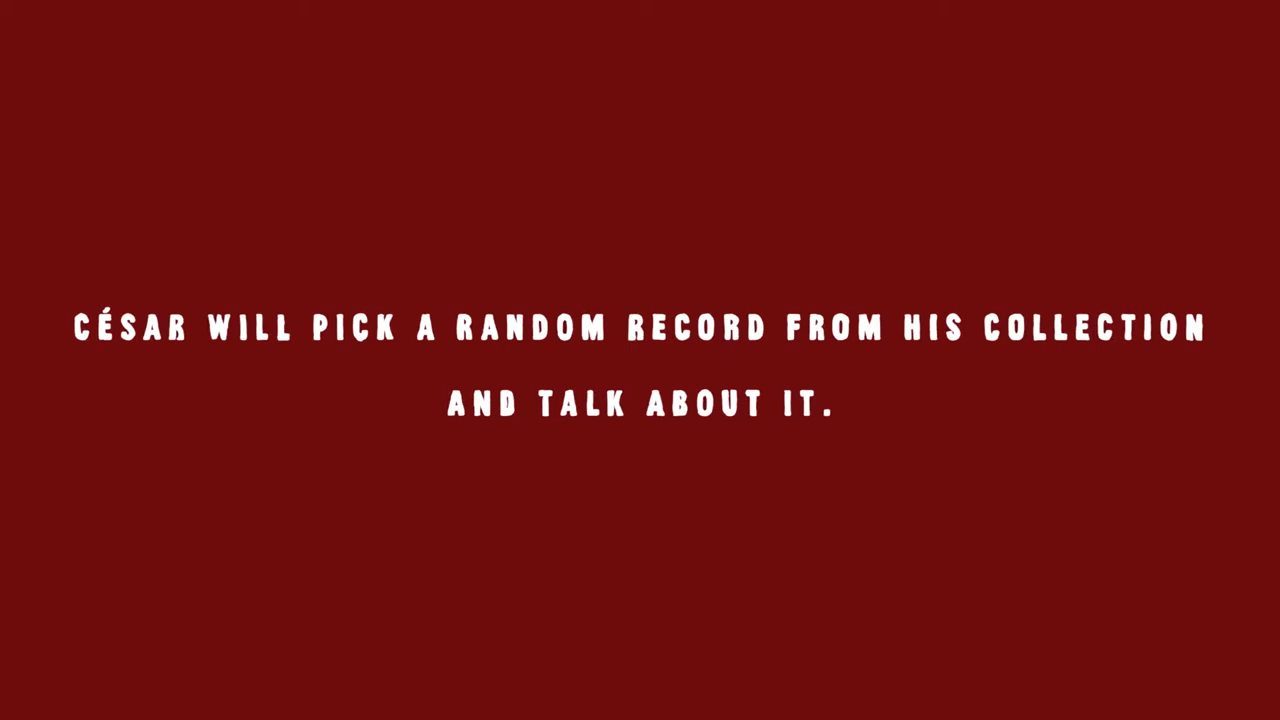 CÉSAR WILL PICK A RANDOM RECORD FROM HIS COLLECTION
AND TALK ABOUT IT.